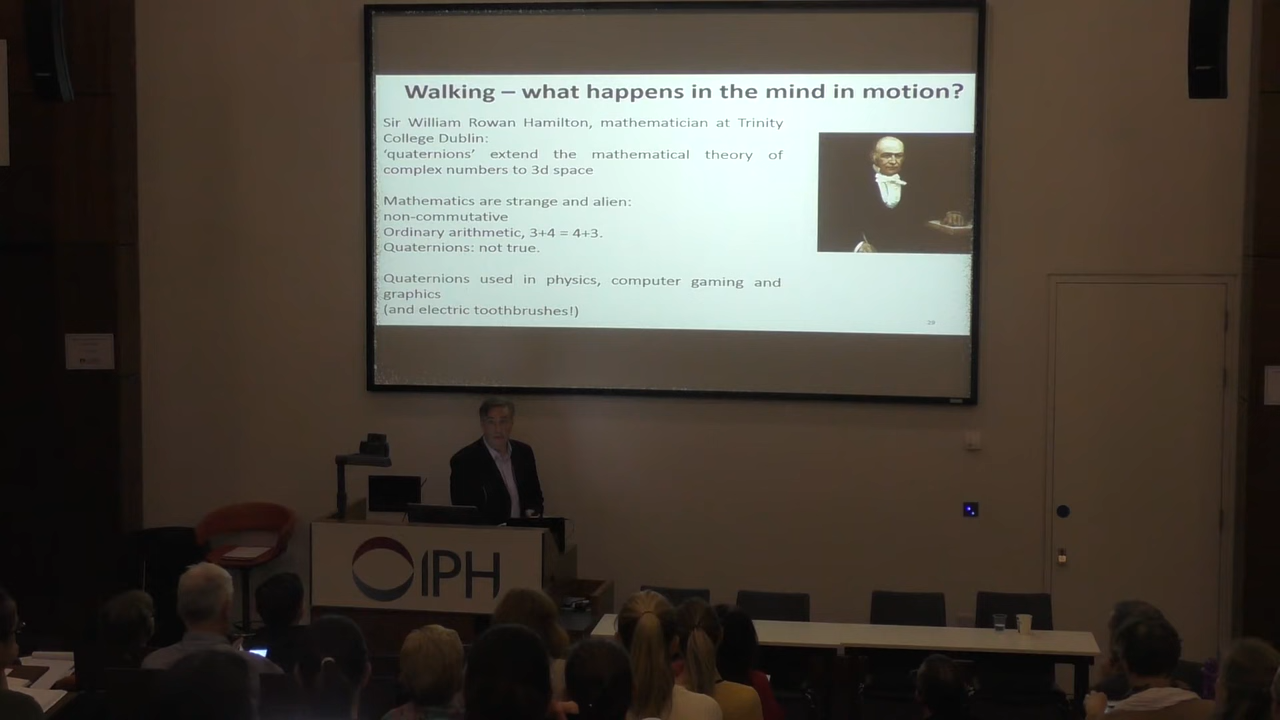 Walking – what happens in the mind in motion?
Sir William Rowan Hamilton, mathematician at Trinity
College Dublin:
‘quaternions’ extend the mathematical theory of
complex numbers to 3d space
Mathematics are strange and alien:
non-commutative
Ordinary arithmetic, 3+4 = 4+3.
Quaternions: not true.
Quaternions used in physics, computer gaming and
graphics
(and electric toothbrushes!)
IPH